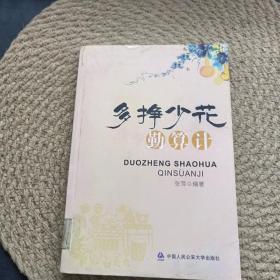 多挣少花
勤算计
DUOZHENG SHAOHUA
QINSUANJI
张萍 编著
中国人民公安大学出版社